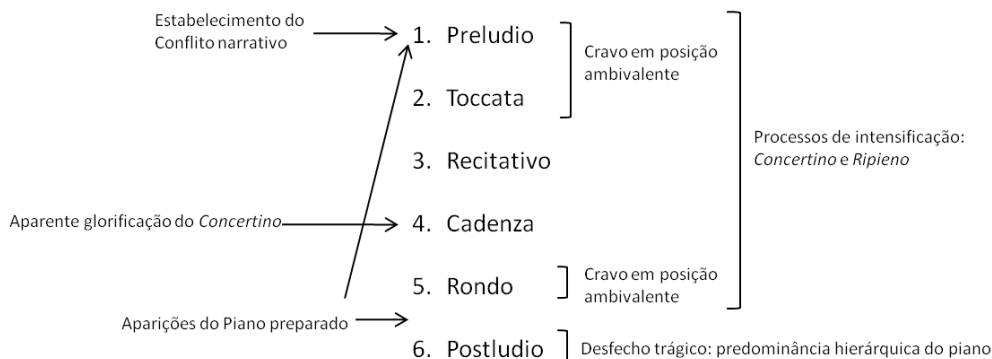 Estabelecimento do
Conflito narrativo
1. Preludio
Cravo em posição
ambivalente
2. Toccata
Processos de intensificação:
Concertino e Ripieno
3. Recitativo
Aparente glorificação do Concertino
4. Cadenza
5. Rondo
Cravo em posição
ambivalente
Aparições do Piano preparado
6. Postludio
Desfecho trágico: predominância hierárquica do piano